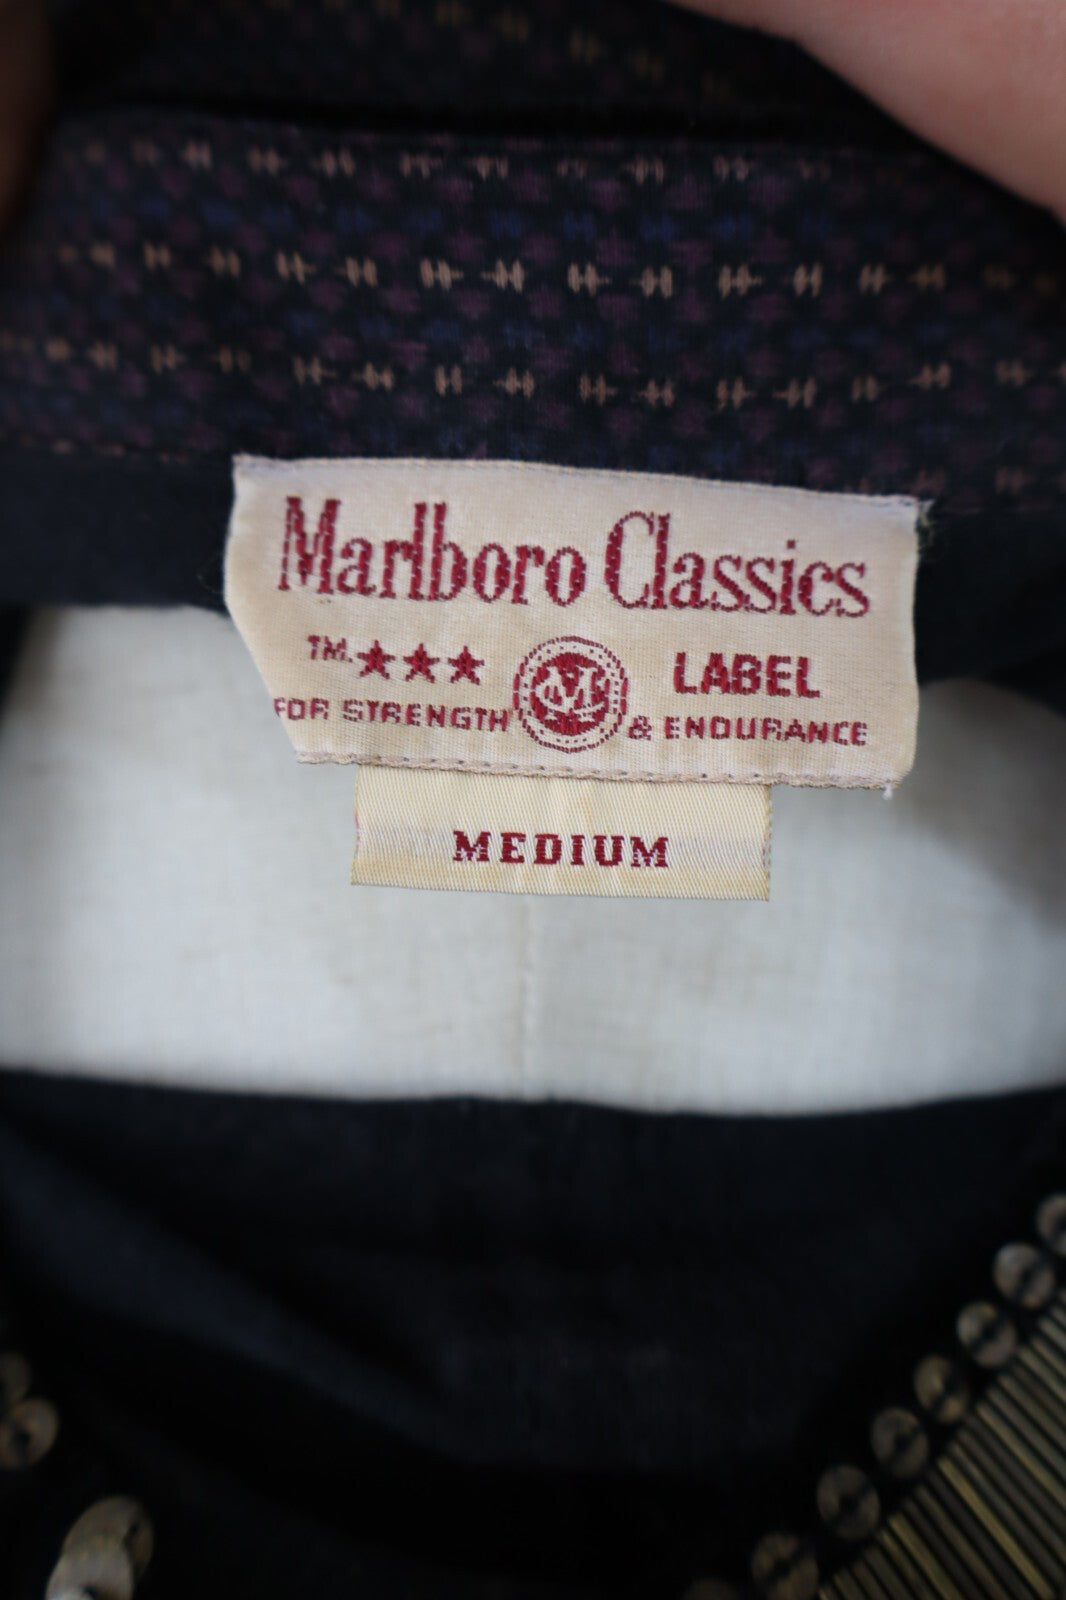 Marlboro Classics
TM. ★★★ LABEL
FOR STRENGTH & ENDURANCE
MEDIUM